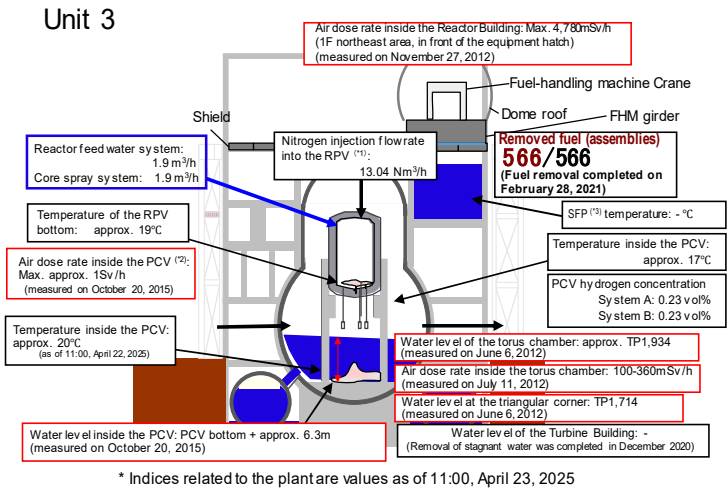 Unit 3
Air dose rate inside the Reactor Building: Max. 4,780mSv/h
(1F northeast area, in front of the equipment hatch)
(measured on November 27, 2012)
Fuel-handling machine Crane
Shield
Dome roof
FHM girder
Reactor feed water system:
1.9 m³/h
Core spray system: 1.9 m³/h
Nitrogen injection flow rate
into the RPV (*1):
13.04 Nm³/h
Removed fuel (assemblies)
566/566
(Fuel removal completed on
February 28, 2021)
Temperature of the RPV
bottom: approx. 19℃
SFP (*3) temperature: - ℃
Air dose rate inside the PCV (*2):
Max. approx. 1Sv/h
(measured on October 20, 2015)
Temperature inside the PCV:
approx. 17℃
PCV hydrogen concentration
System A: 0.23 vol%
System B: 0.23 vol%
Temperature inside the PCV:
approx. 20℃
(as of 11:00, April 22, 2025)
Water level of the torus chamber: approx. TP1,934
(measured on June 6, 2012)
Air dose rate inside the torus chamber: 100-360mSv/h
(measured on July 11, 2012)
Water level at the triangular corner: TP1,714
(measured on June 6, 2012)
Water level inside the PCV: PCV bottom + approx. 6.3m
(measured on October 20, 2015)
Water level of the Turbine Building: -
(Removal of stagnant water was completed in December 2020)
* Indices related to the plant are values as of 11:00, April 23, 2025